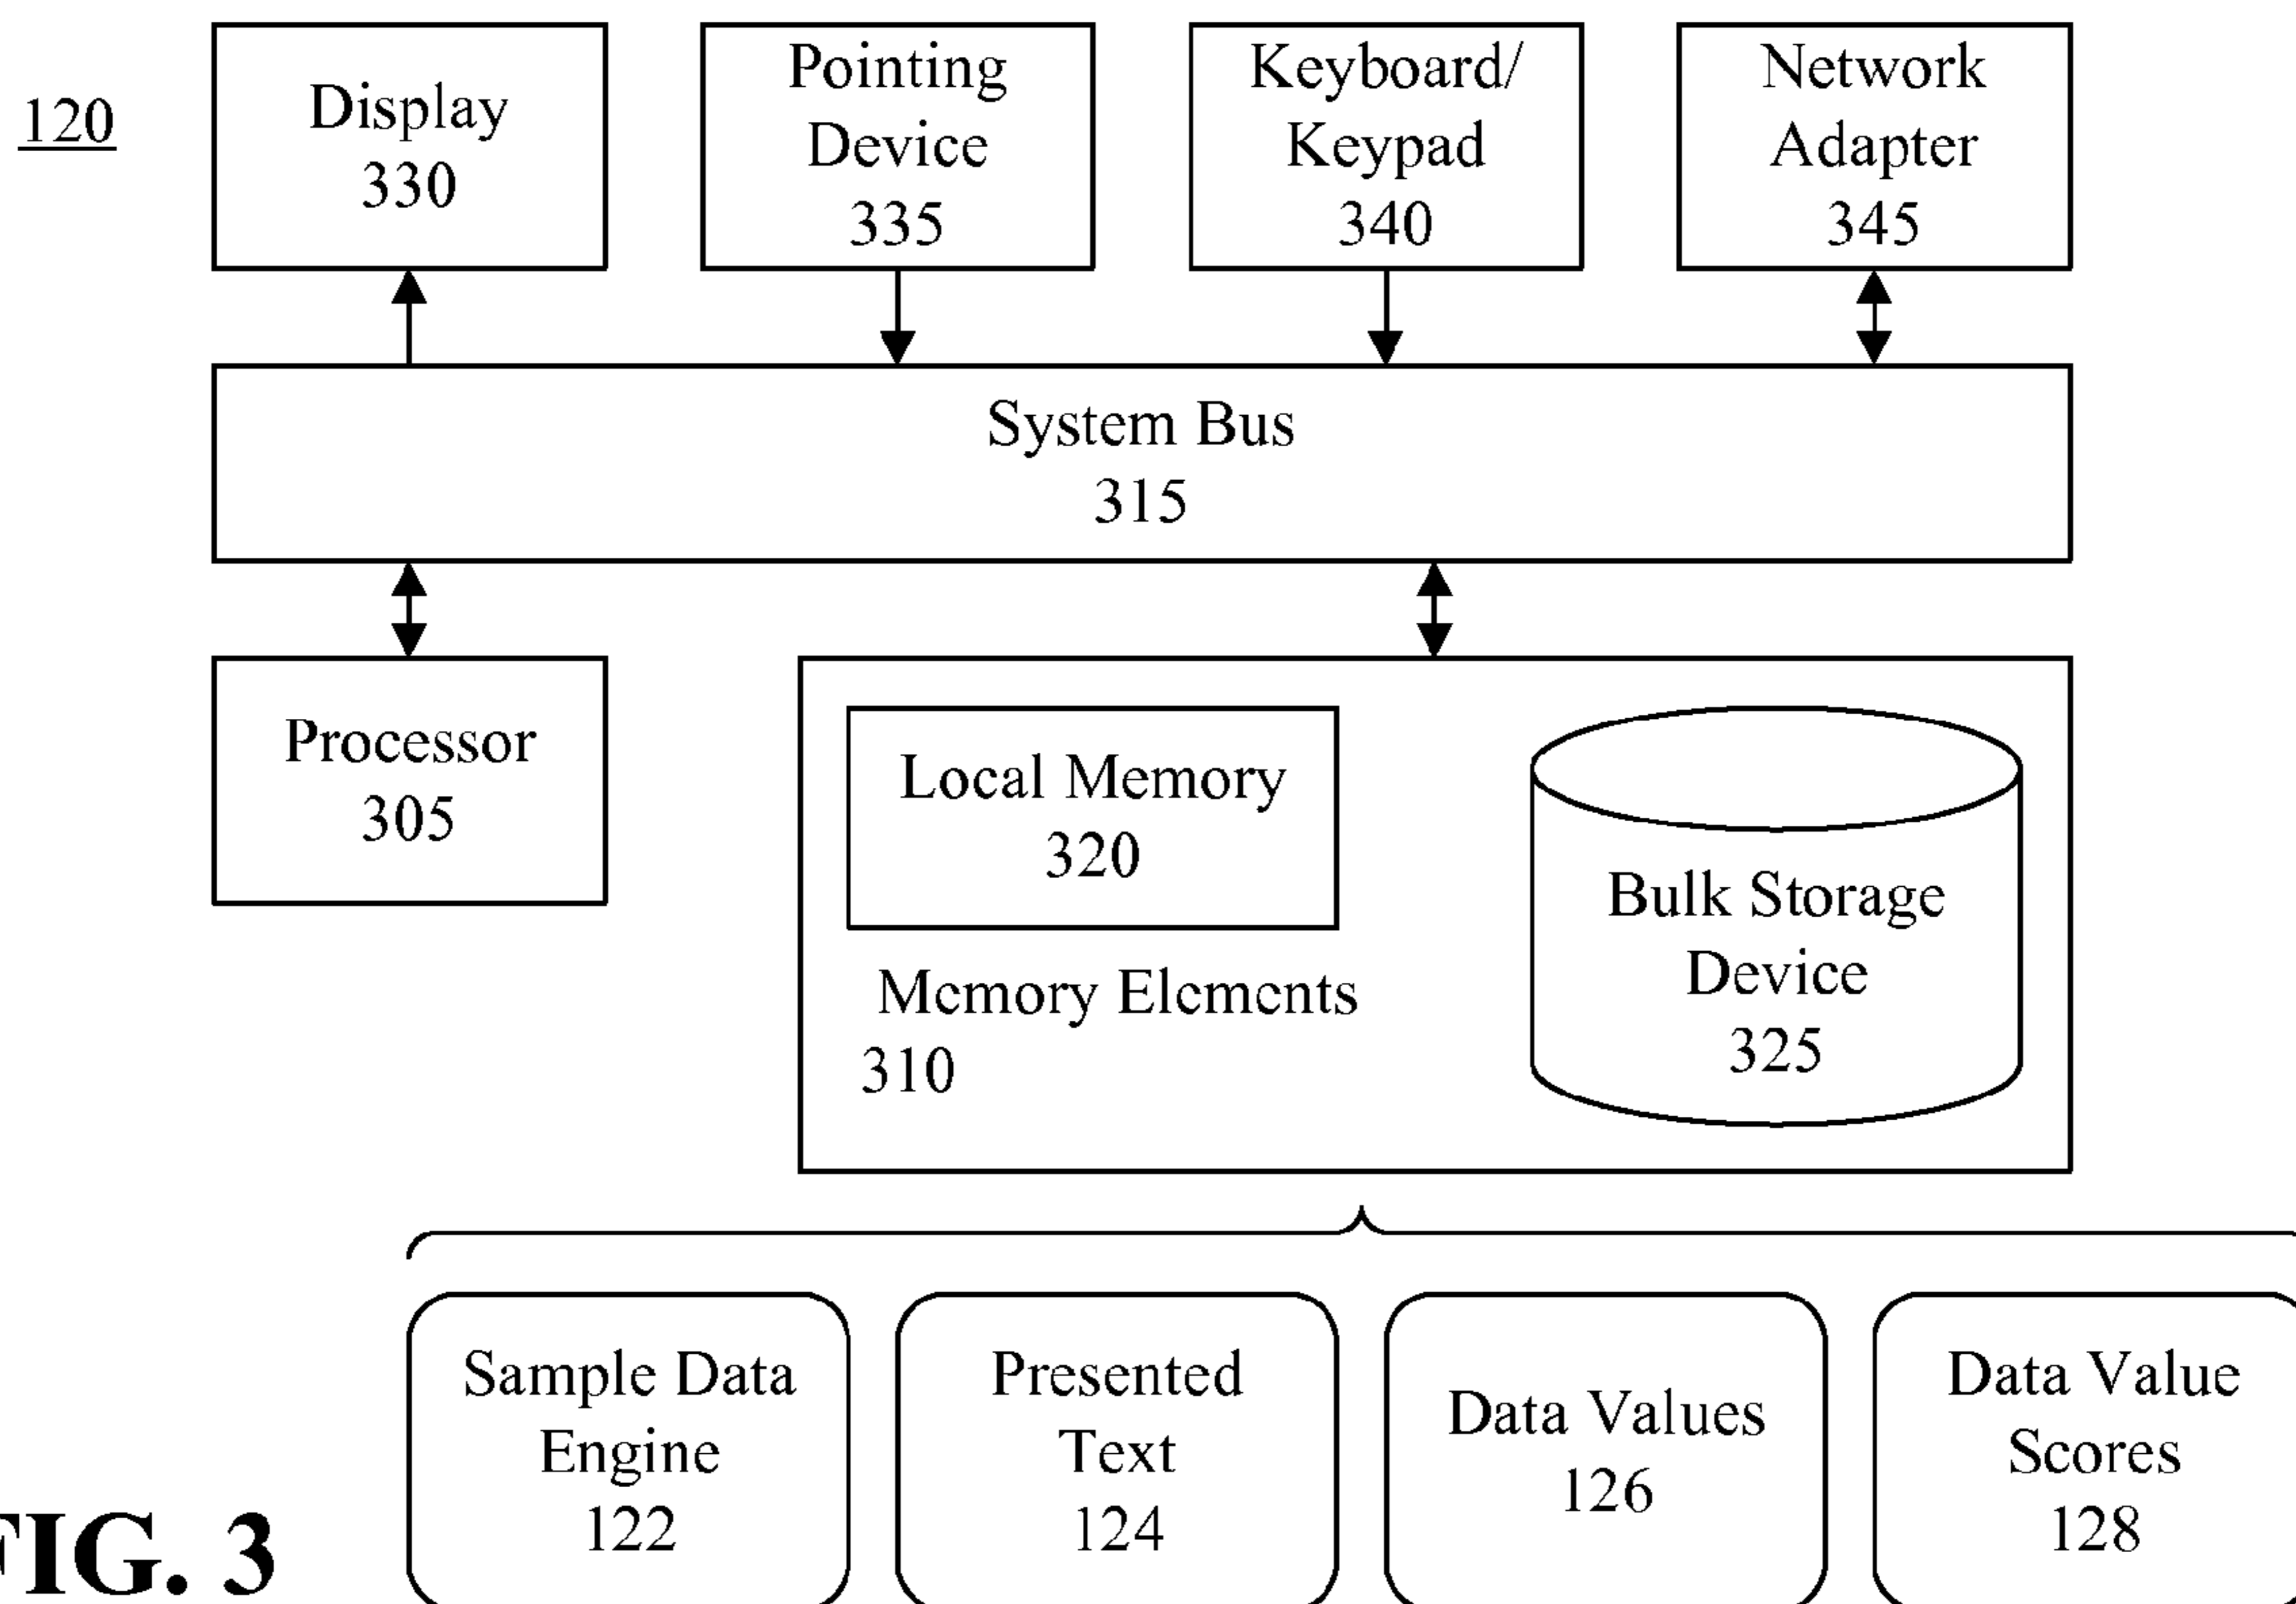 120
Display
330
Pointing
Device
335
Keyboard/
Keypad
340
Network
Adapter
345
System Bus
315
Processor
305
Local Memory
320
Memory Elements
310
Bulk Storage
Device
325
Sample Data
Engine
122
Presented
Text
124
Data Values
126
Data Value
Scores
128
FIG. 3